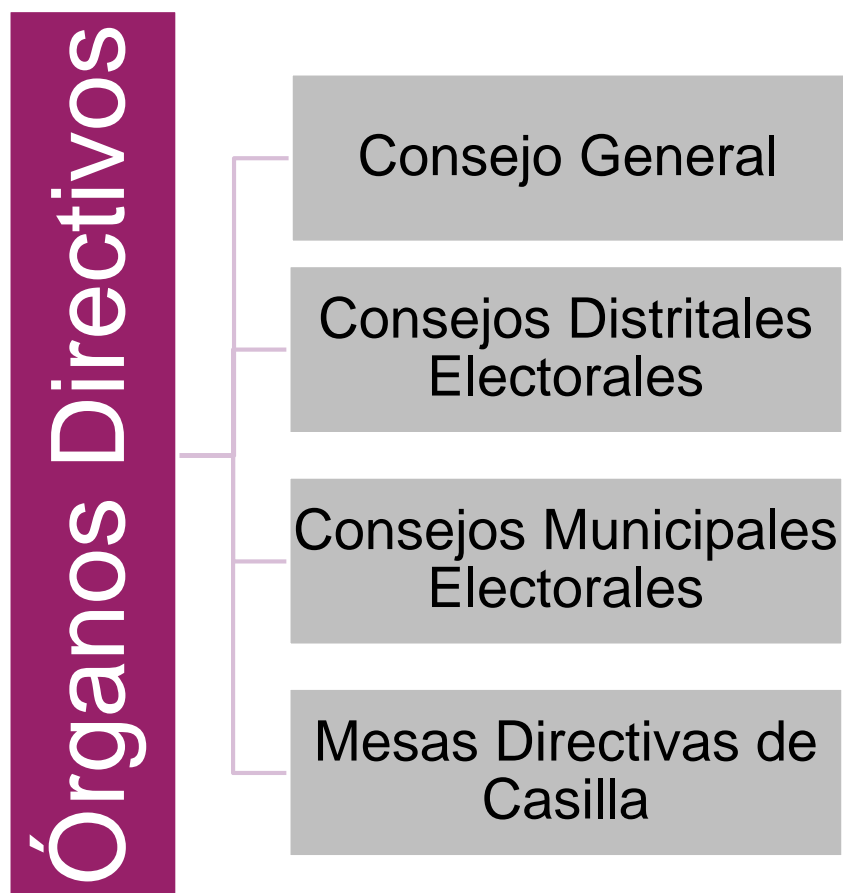 Órganos Directivos
Consejo General
Consejos Distritales
Electorales
Consejos Municipales
Electorales
Mesas Directivas de
Casilla